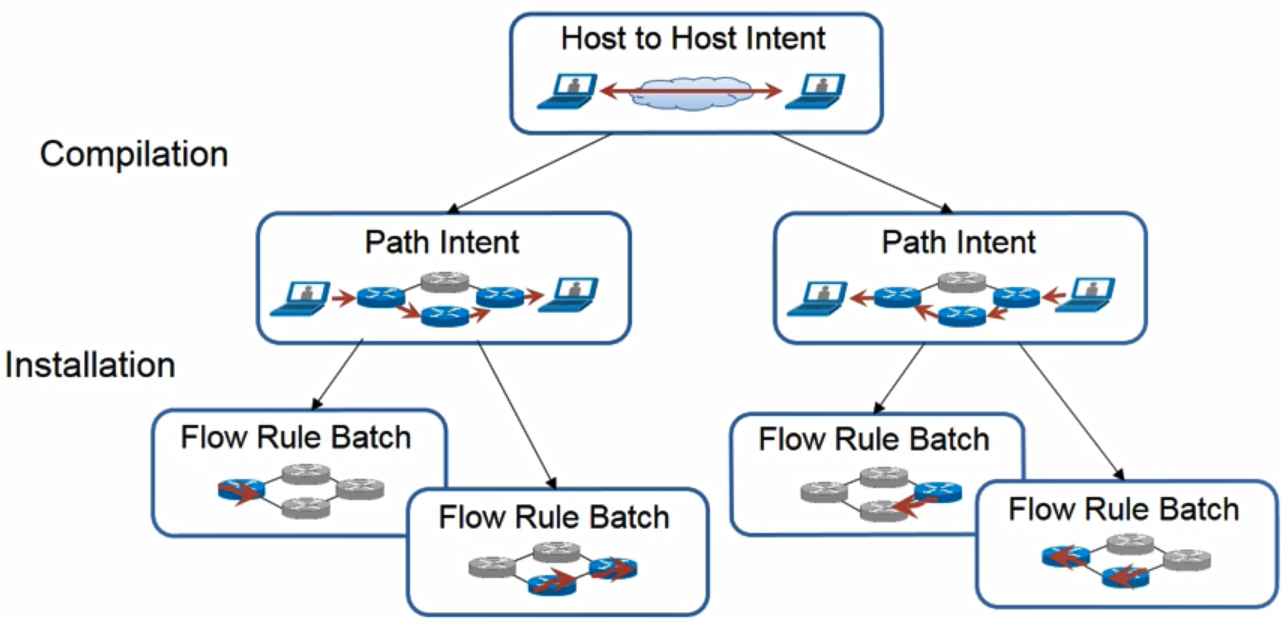 Host to Host Intent
Compilation
Path Intent
Path Intent
Installation
Flow Rule Batch
Flow Rule Batch
Flow Rule Batch
Flow Rule Batch